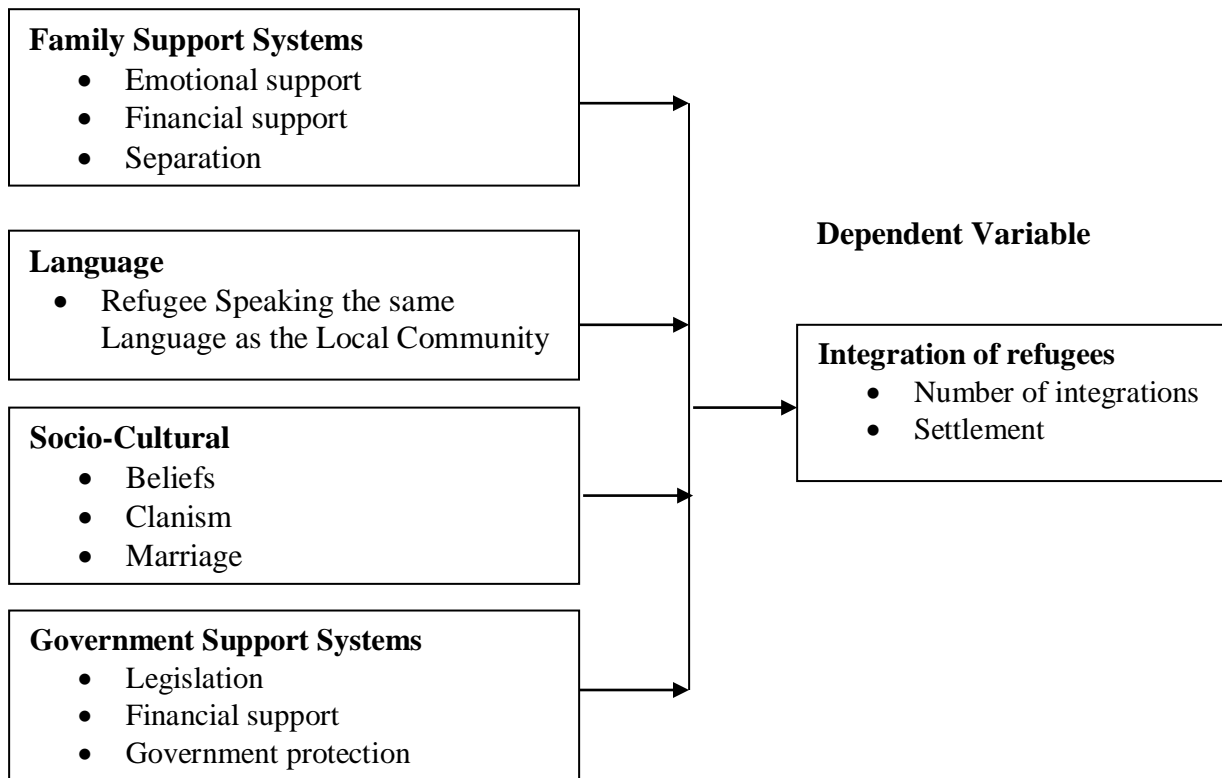 Family Support Systems
• Emotional support
• Financial support
• Separation
Language
• Refugee Speaking the same
Language as the Local Community
Socio-Cultural
• Beliefs
• Clanism
• Marriage
Government Support Systems
• Legislation
• Financial support
• Government protection
Dependent Variable
Integration of refugees
• Number of integrations
• Settlement